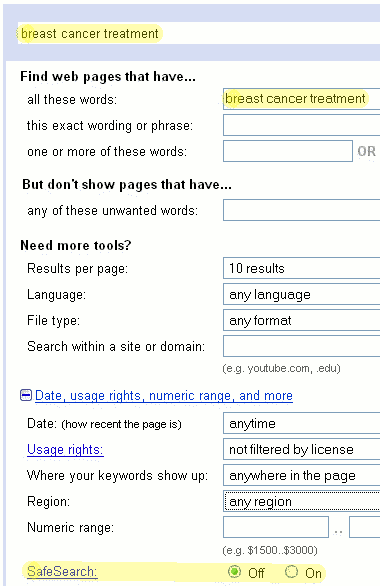 breast cancer treatment
Find web pages that have...
all these words: breast cancer treatment
this exact wording or phrase:
one or more of these words: OR
But don't show pages that have...
any of these unwanted words:
Need more tools?
Results per page: 10 results
Language: any language
File type: any format
Search within a site or domain:
(e.g. youtube.com, .edu)
Date, usage rights, numeric range, and more
Date: (how recent the page is) anytime
Usage rights: not filtered by license
Where your keywords show up: anywhere in the page
Region: any region
Numeric range: ..
(e.g. $1500..$3000)
SafeSearch: Off On